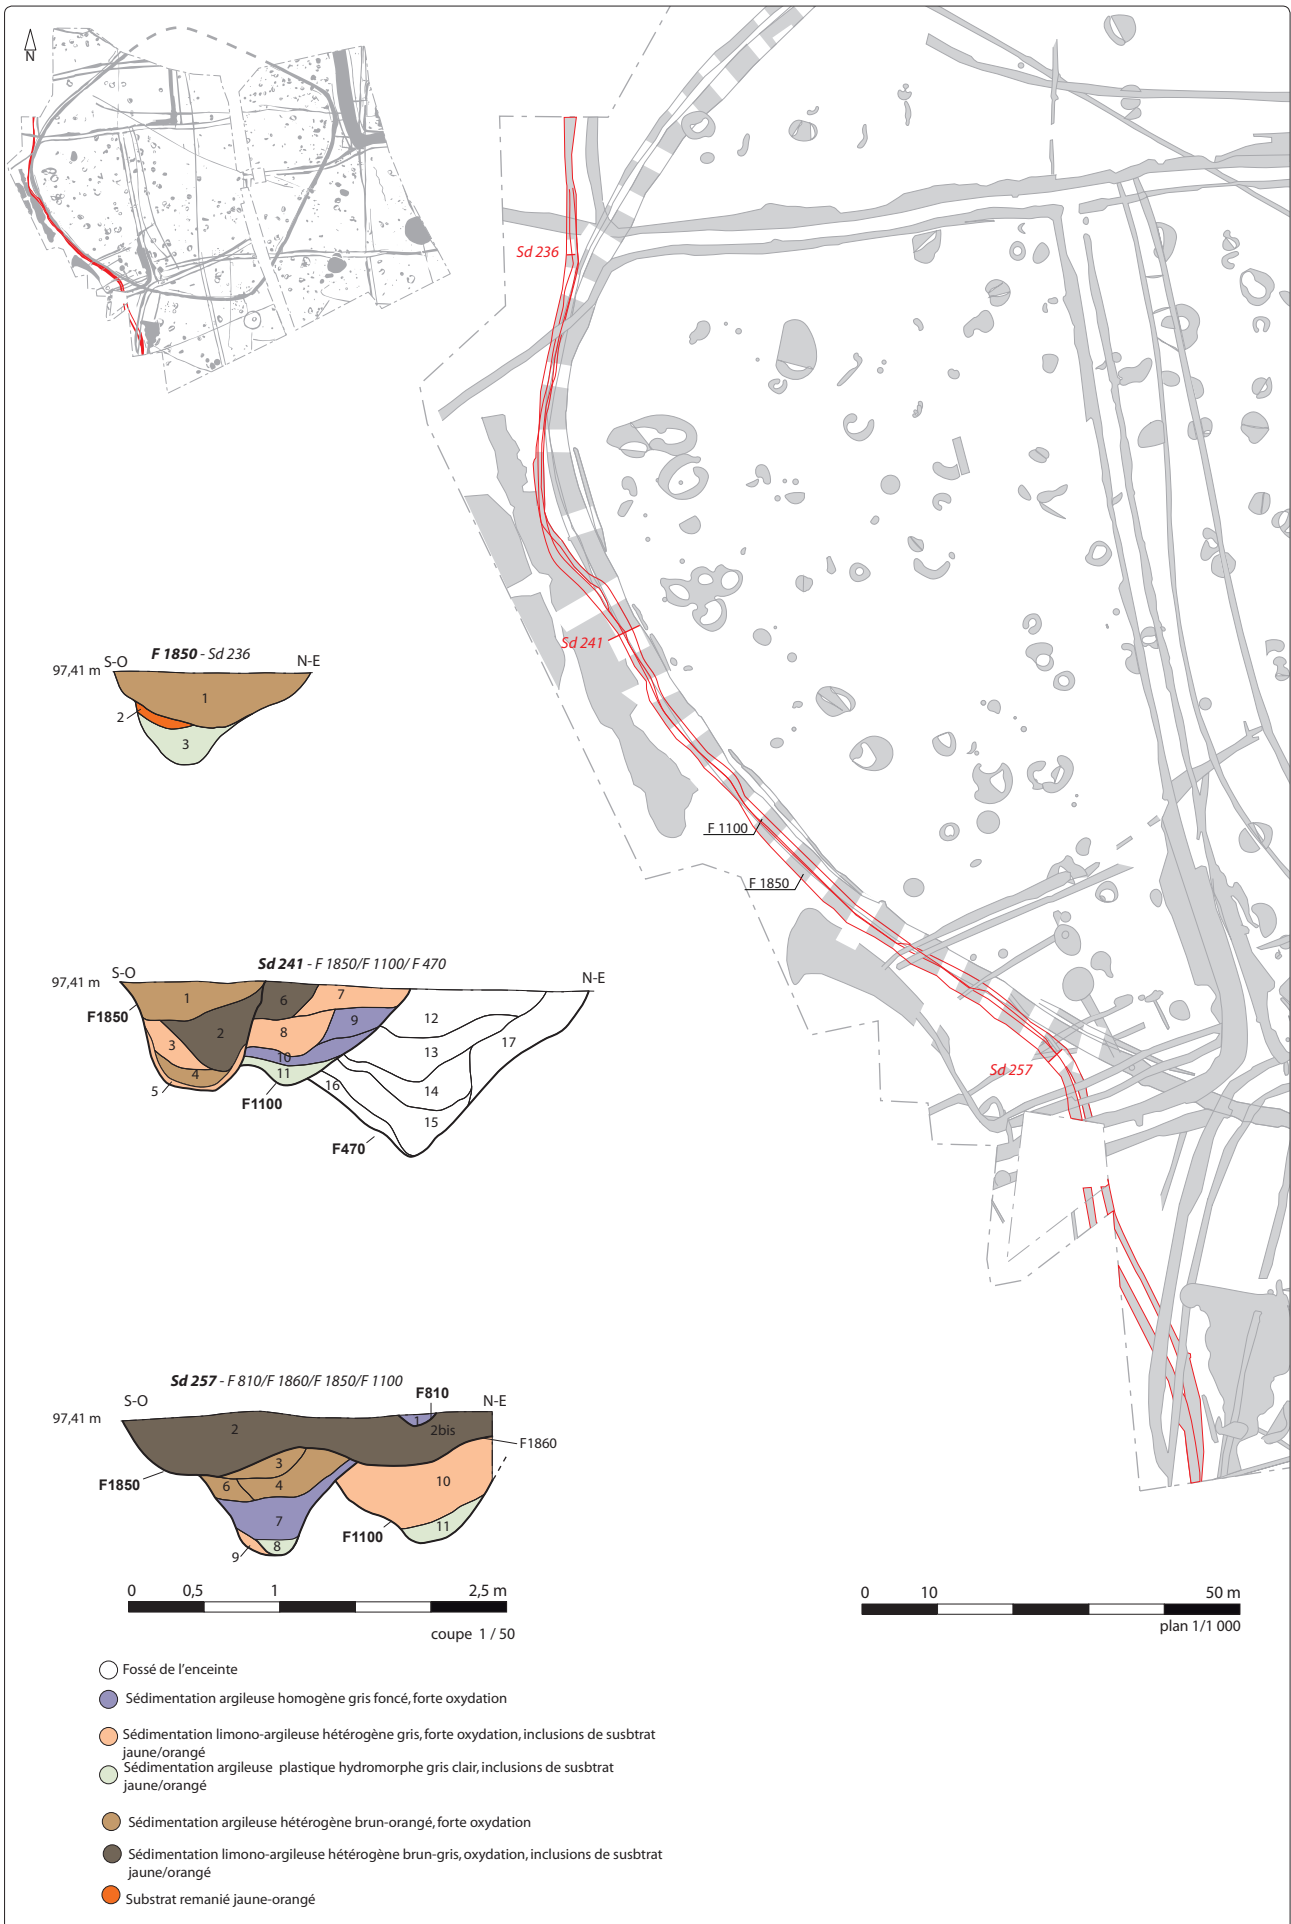 N
Sd 236
Sd 241
F 1100
F 1850
Sd 257
F 1850 - Sd 236
S-O
N-E
97,41 m
1
2
3
Sd 241 - F 1850/F 1100/ F 470
S-O
N-E
97,41 m
1
6
7
12
F1850
2
8
9
3
13
17
10
4
11
14
16
5
F1100
15
F470
Sd 257 - F 810/F 1860/F 1850/F 1100
S-O
F810
N-E
97,41 m
1
2
2bis
F1860
3
F1850
6
4
10
7
11
F1100
8
9
0 0,5 1 2,5 m
coupe 1 / 50
0 10 50 m
plan 1/1 000
Fossé de l'enceinte
Sédimentation argileuse homogène gris foncé, forte oxydation
Sédimentation limono-argileuse hétérogène gris, forte oxydation, inclusions de susbtrat
jaune/orangé
Sédimentation argileuse plastique hydromorphe gris clair, inclusions de susbtrat
jaune/orangé
Sédimentation argileuse hétérogène brun-orangé, forte oxydation
Sédimentation limono-argileuse hétérogène brun-gris, oxydation, inclusions de susbtrat
jaune/orangé
Substrat remanié jaune-orangé